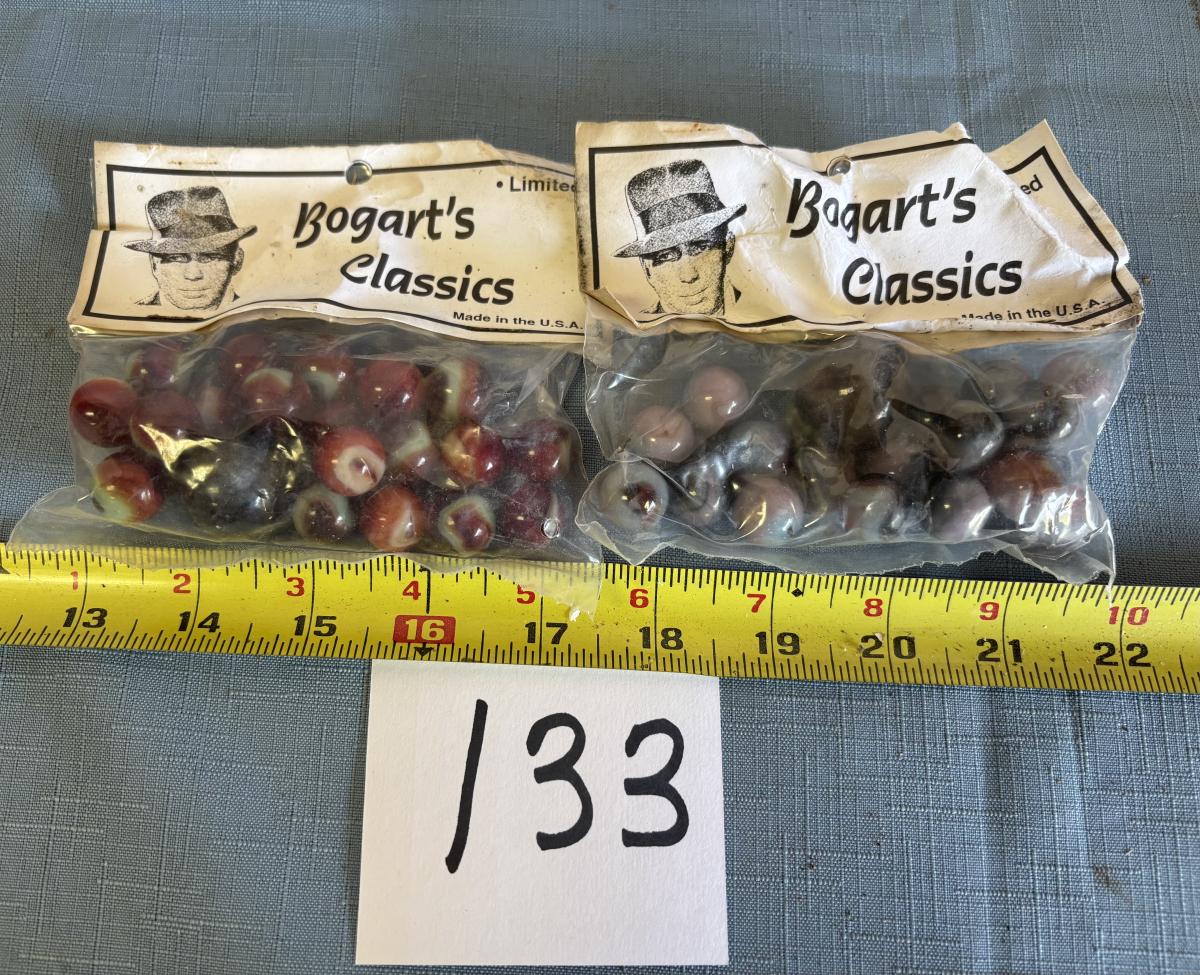 • Limited
Bogart's
Classics
Made in the U.S.A.
ed
Bogart's
Classics
Made in the U.S.A.
1 2 3 4 5 6 7 8 9 10
13 14 15 16 17 18 19 20 21 22
133